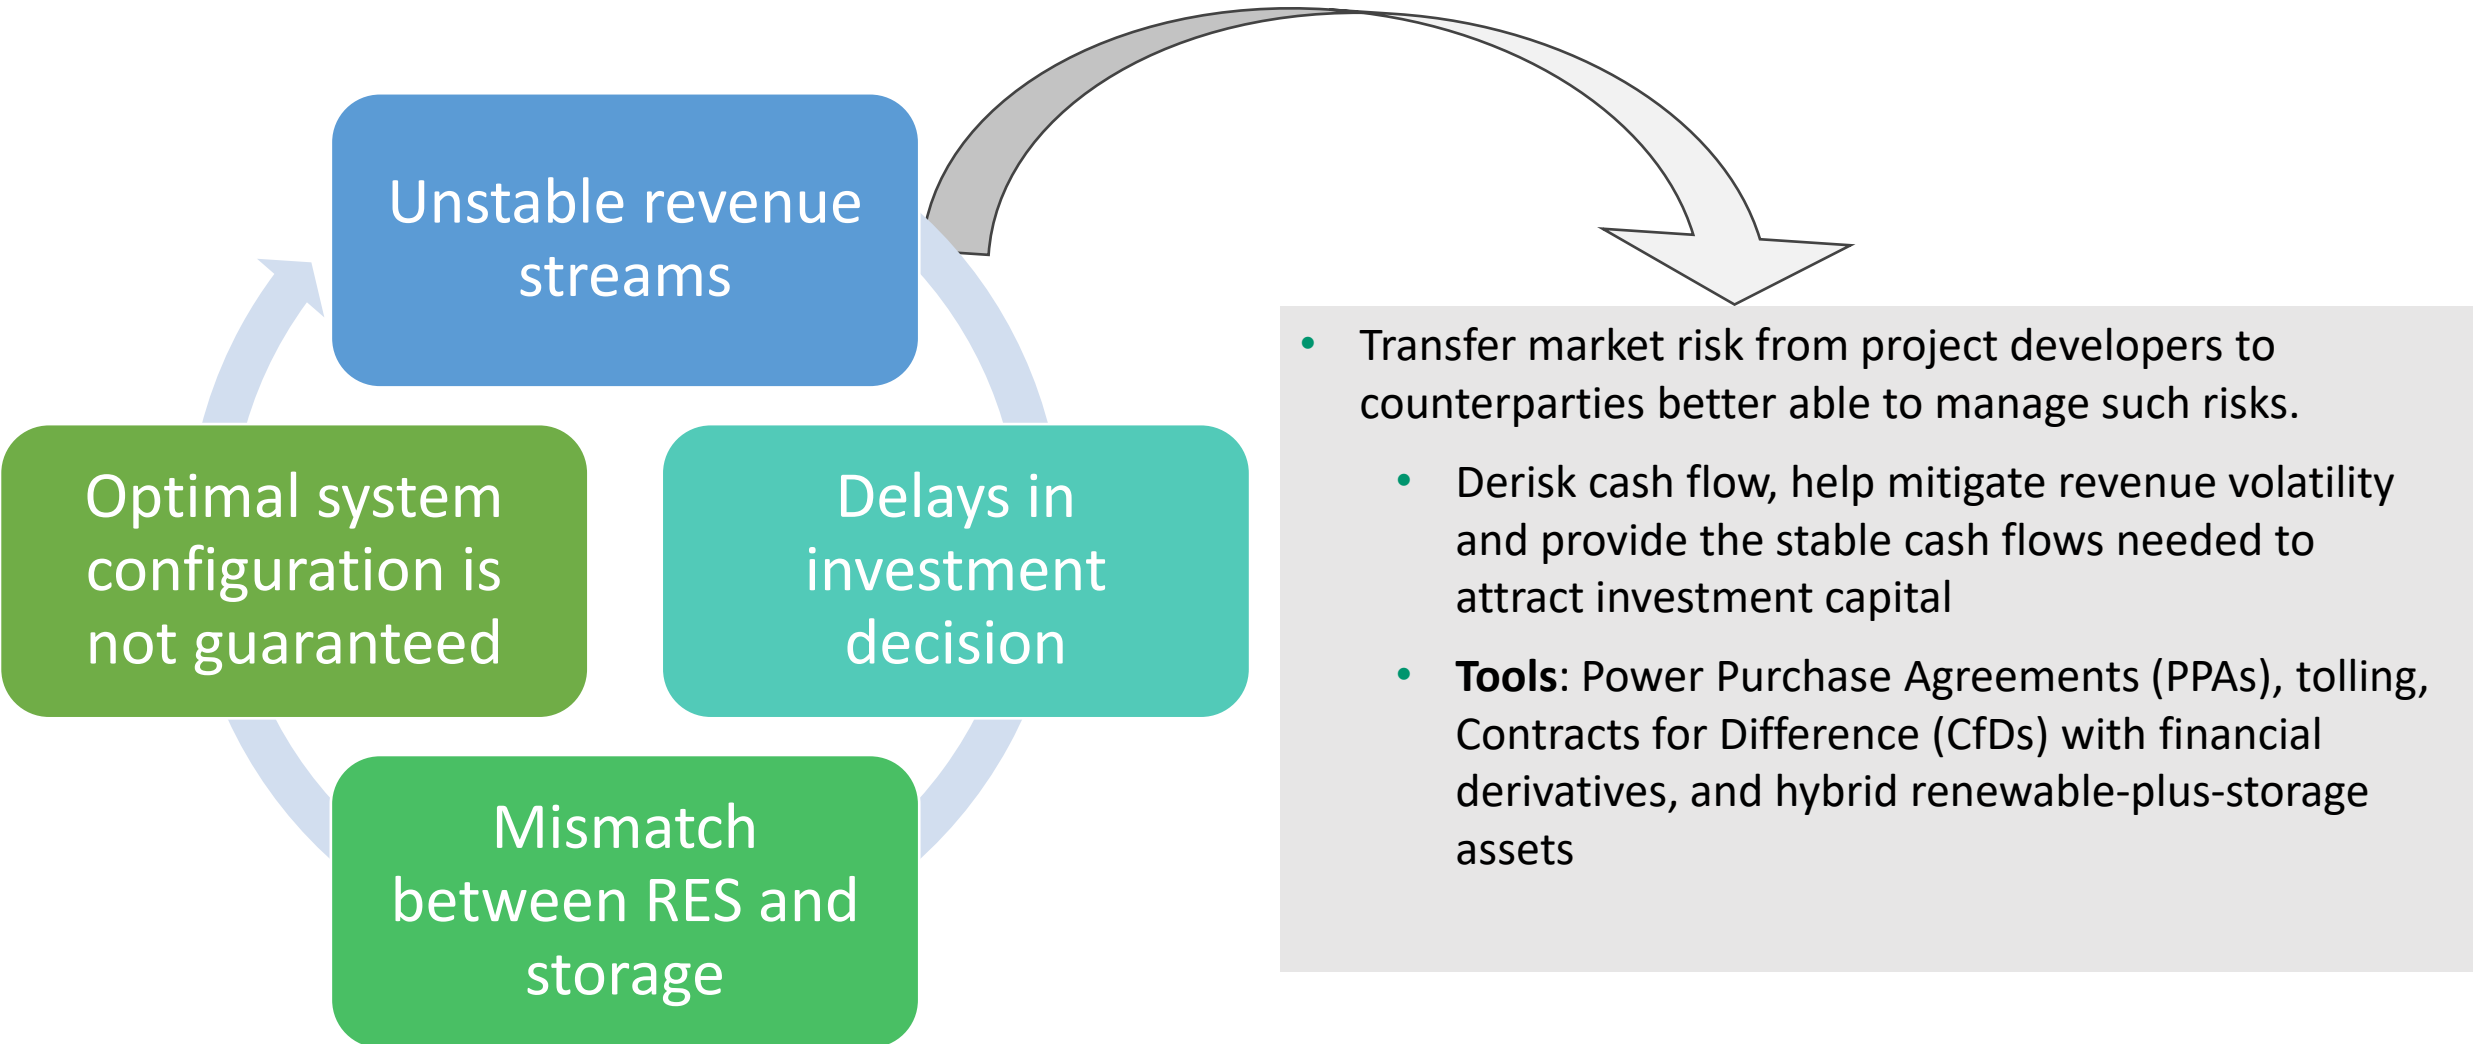 Unstable revenue
streams
Delays in
investment
decision
Mismatch
between RES and
storage
Optimal system
configuration is
not guaranteed
• Transfer market risk from project developers to
counterparties better able to manage such risks.
• Derisk cash flow, help mitigate revenue volatility
and provide the stable cash flows needed to
attract investment capital
• Tools: Power Purchase Agreements (PPAs), tolling,
Contracts for Difference (CfDs) with financial
derivatives, and hybrid renewable-plus-storage
assets